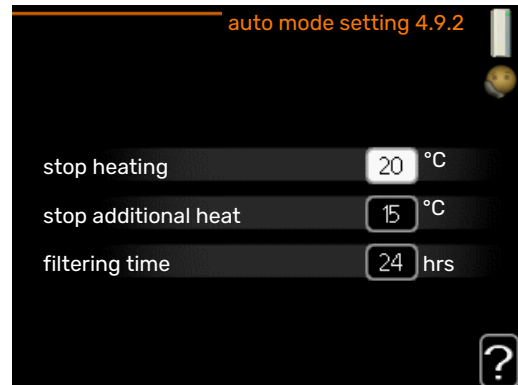 auto mode setting 4.9.2
stop heating 20 °C
stop additional heat 15 °C
filtering time 24 hrs
?